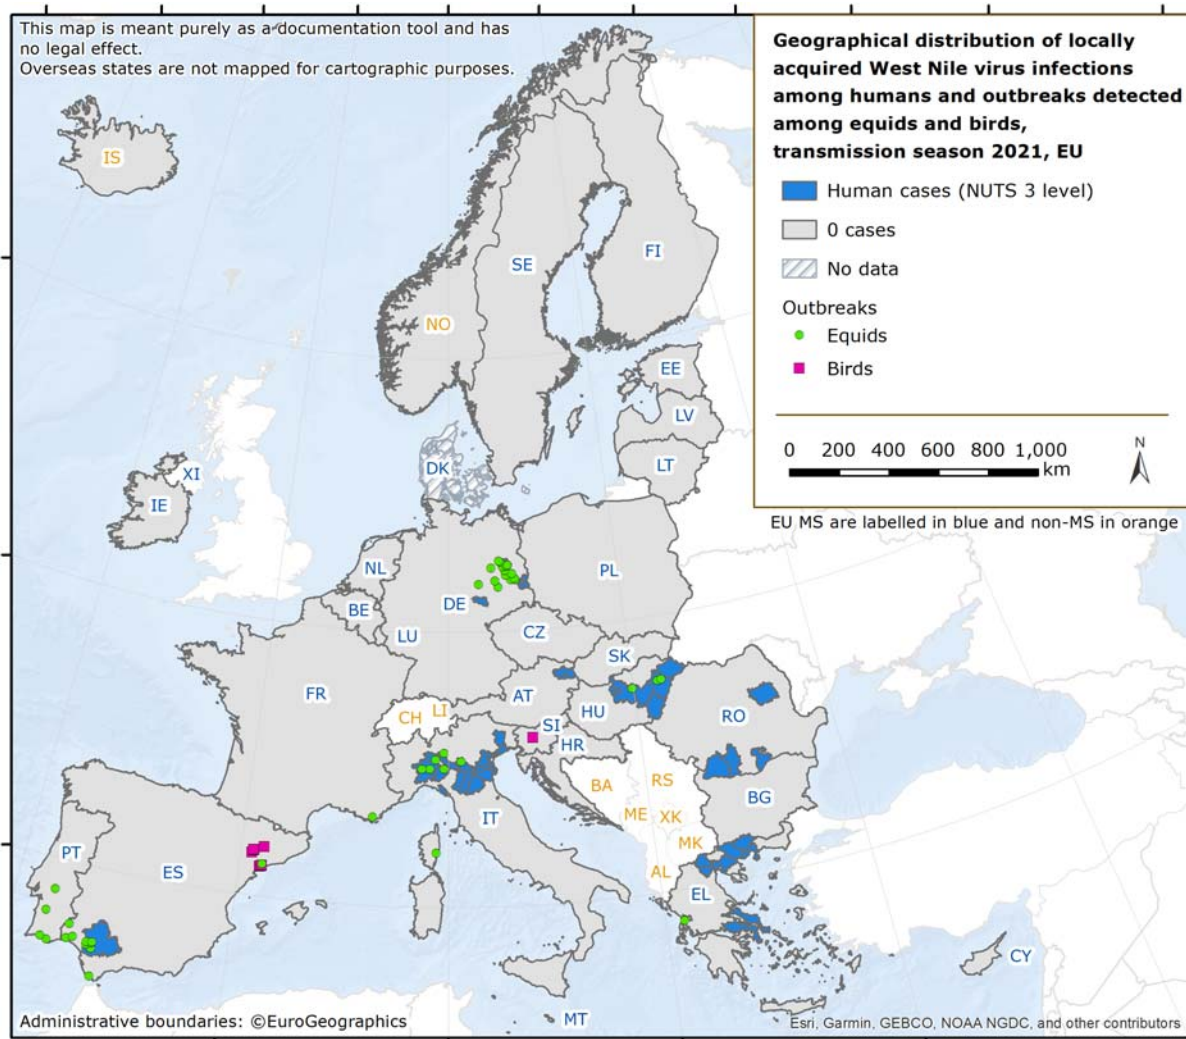 This map is meant purely as a documentation tool and has
no legal effect.
Overseas states are not mapped for cartographic purposes.
Geographical distribution of locally
acquired West Nile virus infections
among humans and outbreaks detected
among equids and birds,
transmission season 2021, EU
Human cases (NUTS 3 level)
0 cases
No data
Outbreaks
Equids
Birds
0 200 400 600 800 1,000
km
N
EU MS are labelled in blue and non-MS in orange
IS
SE
FI
NO
EE
LV
LT
DK
XI
IE
NL
PL
BE
DE
LU
CZ
SK
FR
AT
CH
LI
HU
RO
SI
HR
BA
RS
BG
ME
XK
IT
MK
PT
ES
AL
EL
CY
MT
Administrative boundaries: ©EuroGeographics
Esri, Garmin, GEBCO, NOAA NGDC, and other contributors